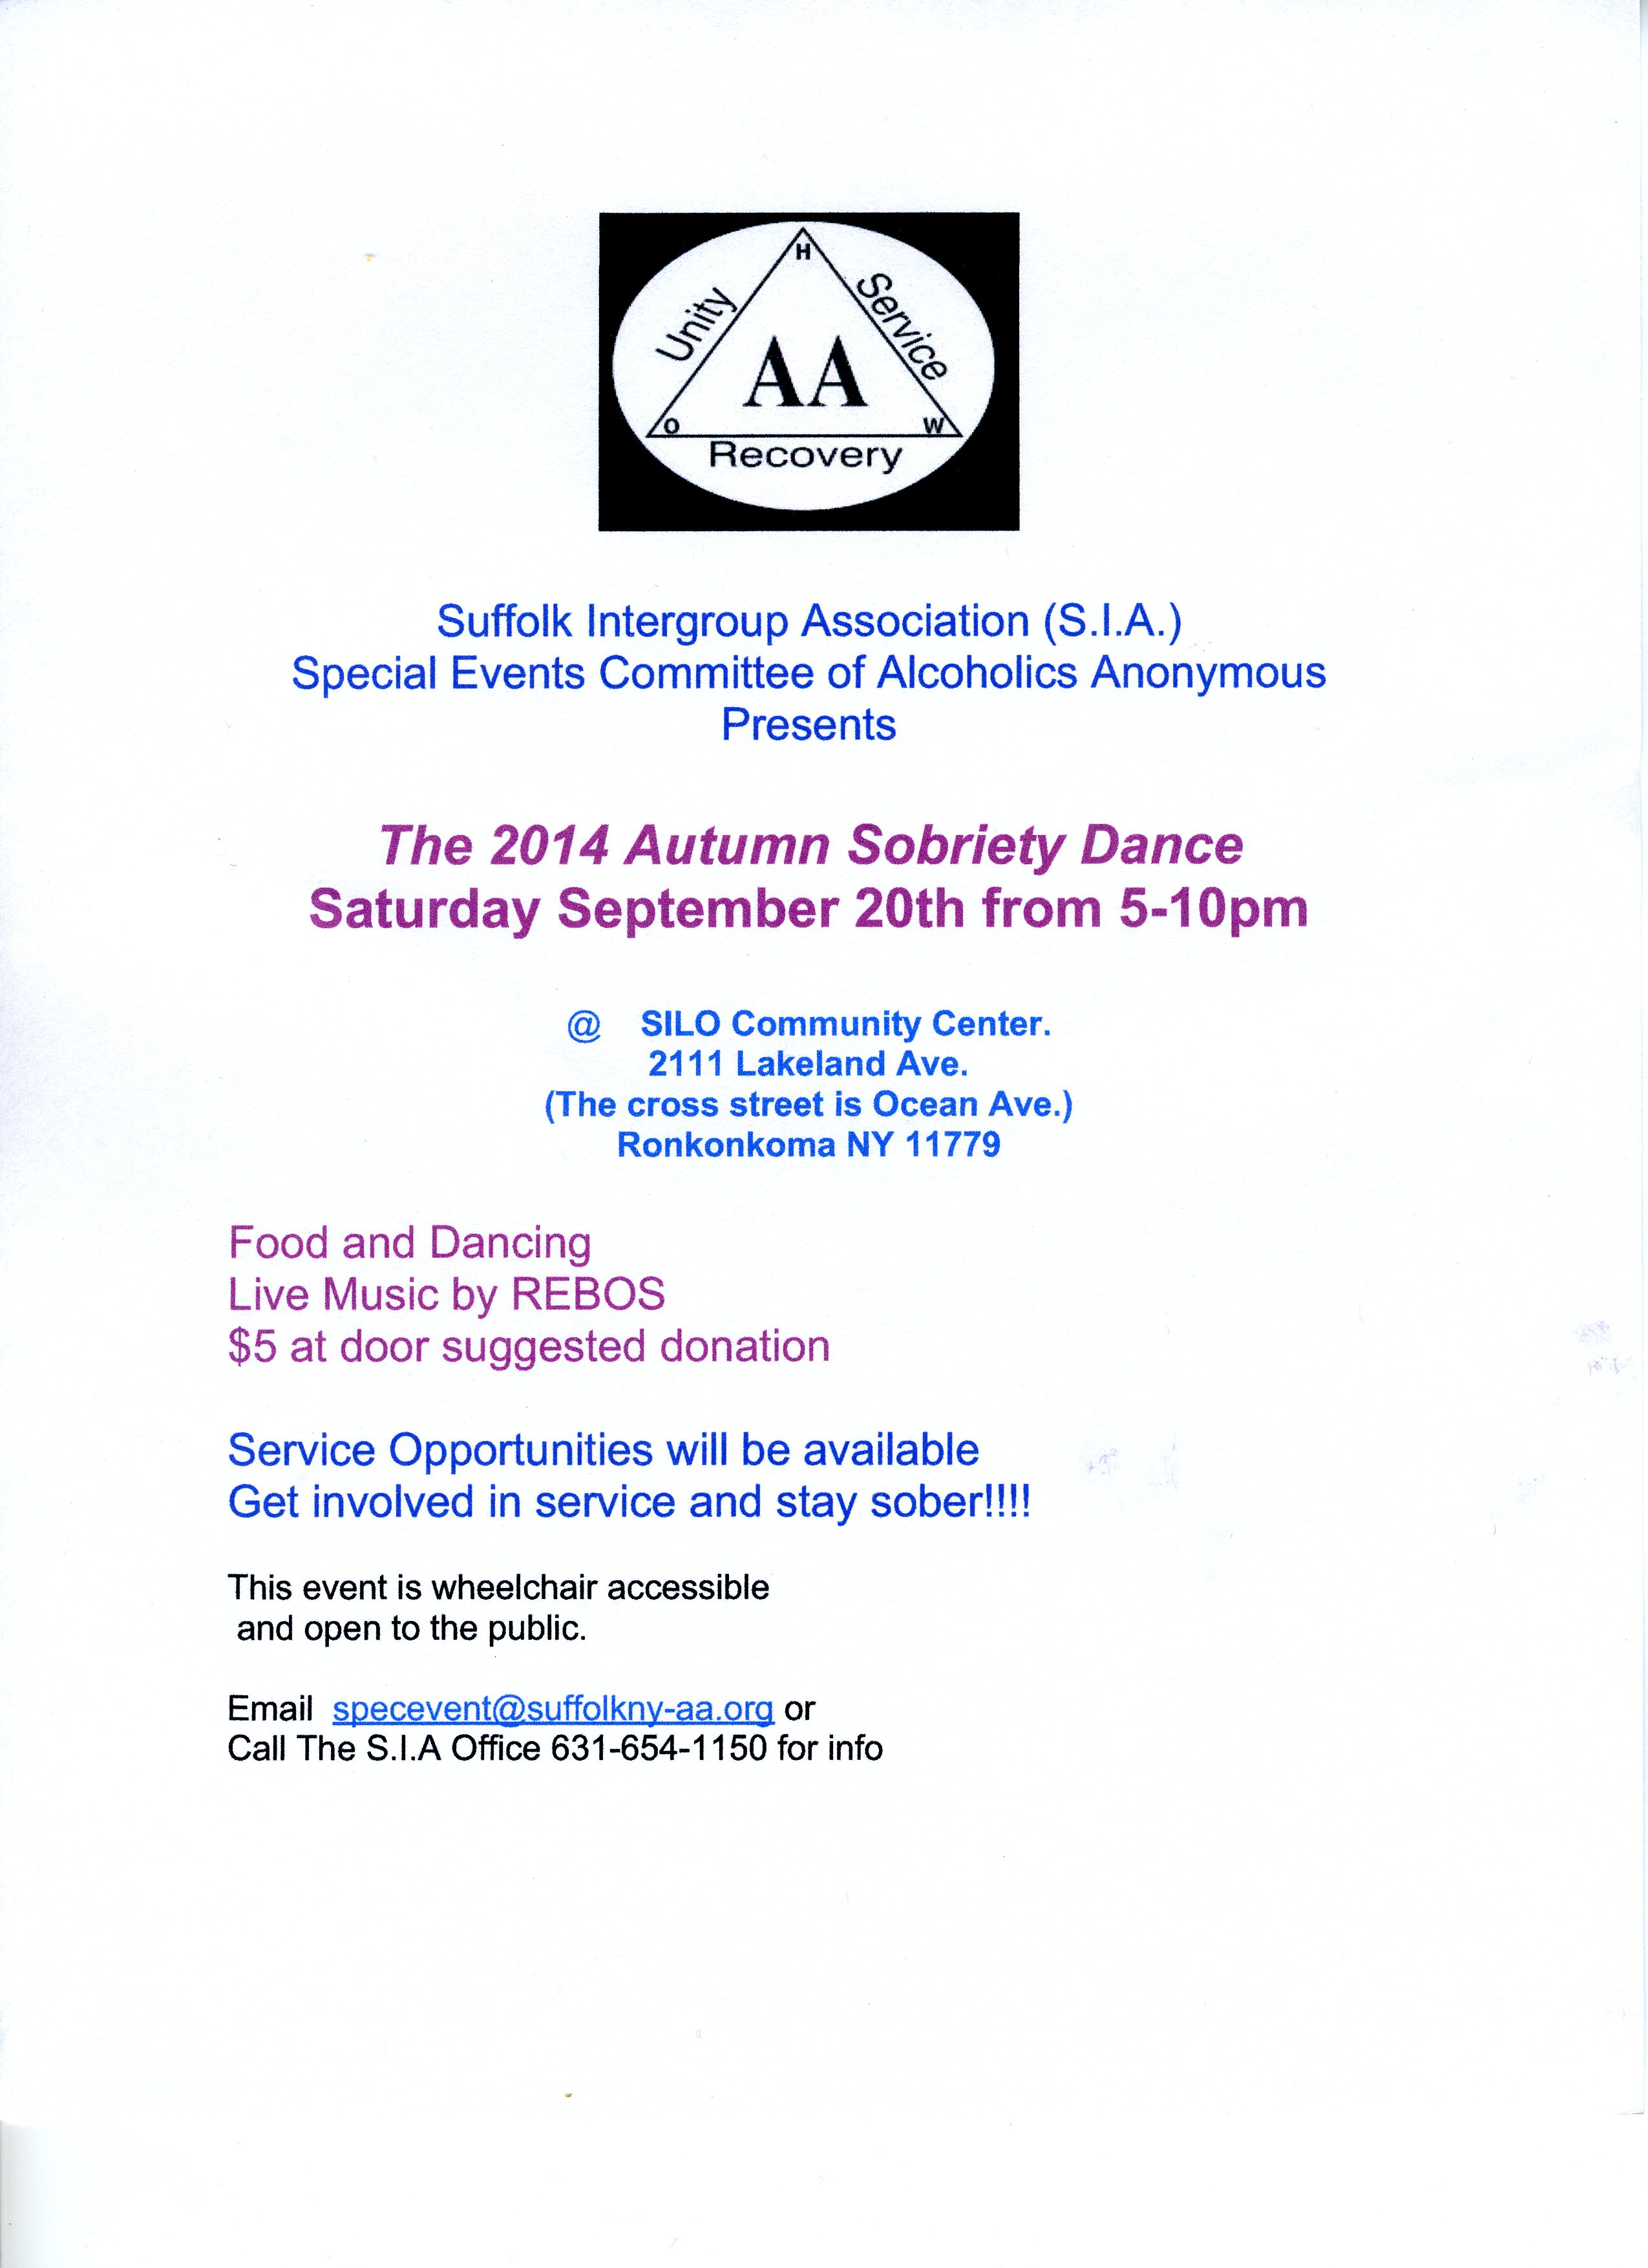 H
Unity
Service
AA
O
W
Recovery
Suffolk Intergroup Association (S.I.A.)
Special Events Committee of Alcoholics Anonymous
Presents
The 2014 Autumn Sobriety Dance
Saturday September 20th from 5-10pm
@ SILO Community Center.
2111 Lakeland Ave.
(The cross street is Ocean Ave.)
Ronkonkoma NY 11779
Food and Dancing
Live Music by REBOS
$5 at door suggested donation
Service Opportunities will be available
Get involved in service and stay sober!!!!
This event is wheelchair accessible
and open to the public.
Email specevent@suffolkny-aa.org or
Call The S.I.A Office 631-654-1150 for info